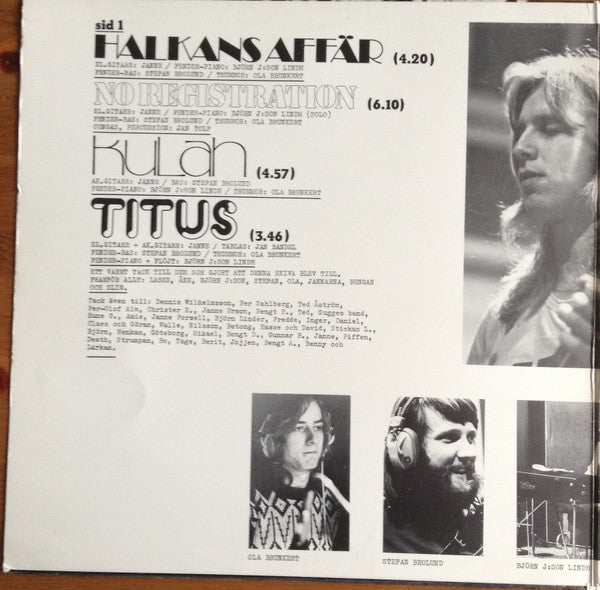 sid 1
HALKANS AFFÄR (4.20)
EL.GITARR: JANNE / FENDER-PIANO: BJÖRN J:SON LINDH
FENDER-BAS: STEFAN BROLUND / TRUMMOR: OLA BRUNKERT
NO REGISTRATION (6.10)
EL.GITARR: JANNE / FENDER-PIANO: BJÖRN J:SON LINDH (SOLO)
FENDER-BAS: STEFAN BROLUND / TRUMMOR: OLA BRUNKERT
CONGAS, PERCUSSION: JAN TOLF
KULAN (4.57)
AK.GITARR: JANNE / BAS: STEFAN BROLUND
FENDER-PIANO: BJÖRN J:SON LINDH / TRUMMOR: OLA BRUNKERT
TITUS (3.46)
EL.GITARR + AK.GITARR: JANNE / TABLAS: JAN BANDEL
FENDER-BAS: STEFAN BROLUND / TRUMMOR: OLA BRUNKERT
FENDER-PIANO + FLÖJT: BJÖRN J:SON LINDH
ETT VARMT TACK TILL DEM SOM GJORT ATT DENNA SKIVA BLEV TILL.
FRAMFÖR ALLT: LASSE, ÅKE, BJÖRN J:SON, STEFAN, OLA, JANNARNA, BENGAN
OCH SLIM.
Tack även till: Dennis Wilhelmsson, Per Sahlberg, Ted Åström,
Per-Olof Alm, Christer E., Janne Ersson, Bengt F., Ted, Gugges band,
Rune G., Amie, Janne Forsell, Björn Linder, Fredde, Inger, Daniel,
Claes och Göran, Valle, Nilsson, Betong, Hasse och David, Stickan L.,
Björn, Henkan, Göteborg, Mikael, Bengt D., Gunnar B., Janne, Piffen,
Death, Strumpan, Bo, Tage, Berit, Jojjen, Bengt A., Benny och
Larkan.
OLA BRUNKERT
STEFAN BROLUND
BJÖRN J:SON LINDH